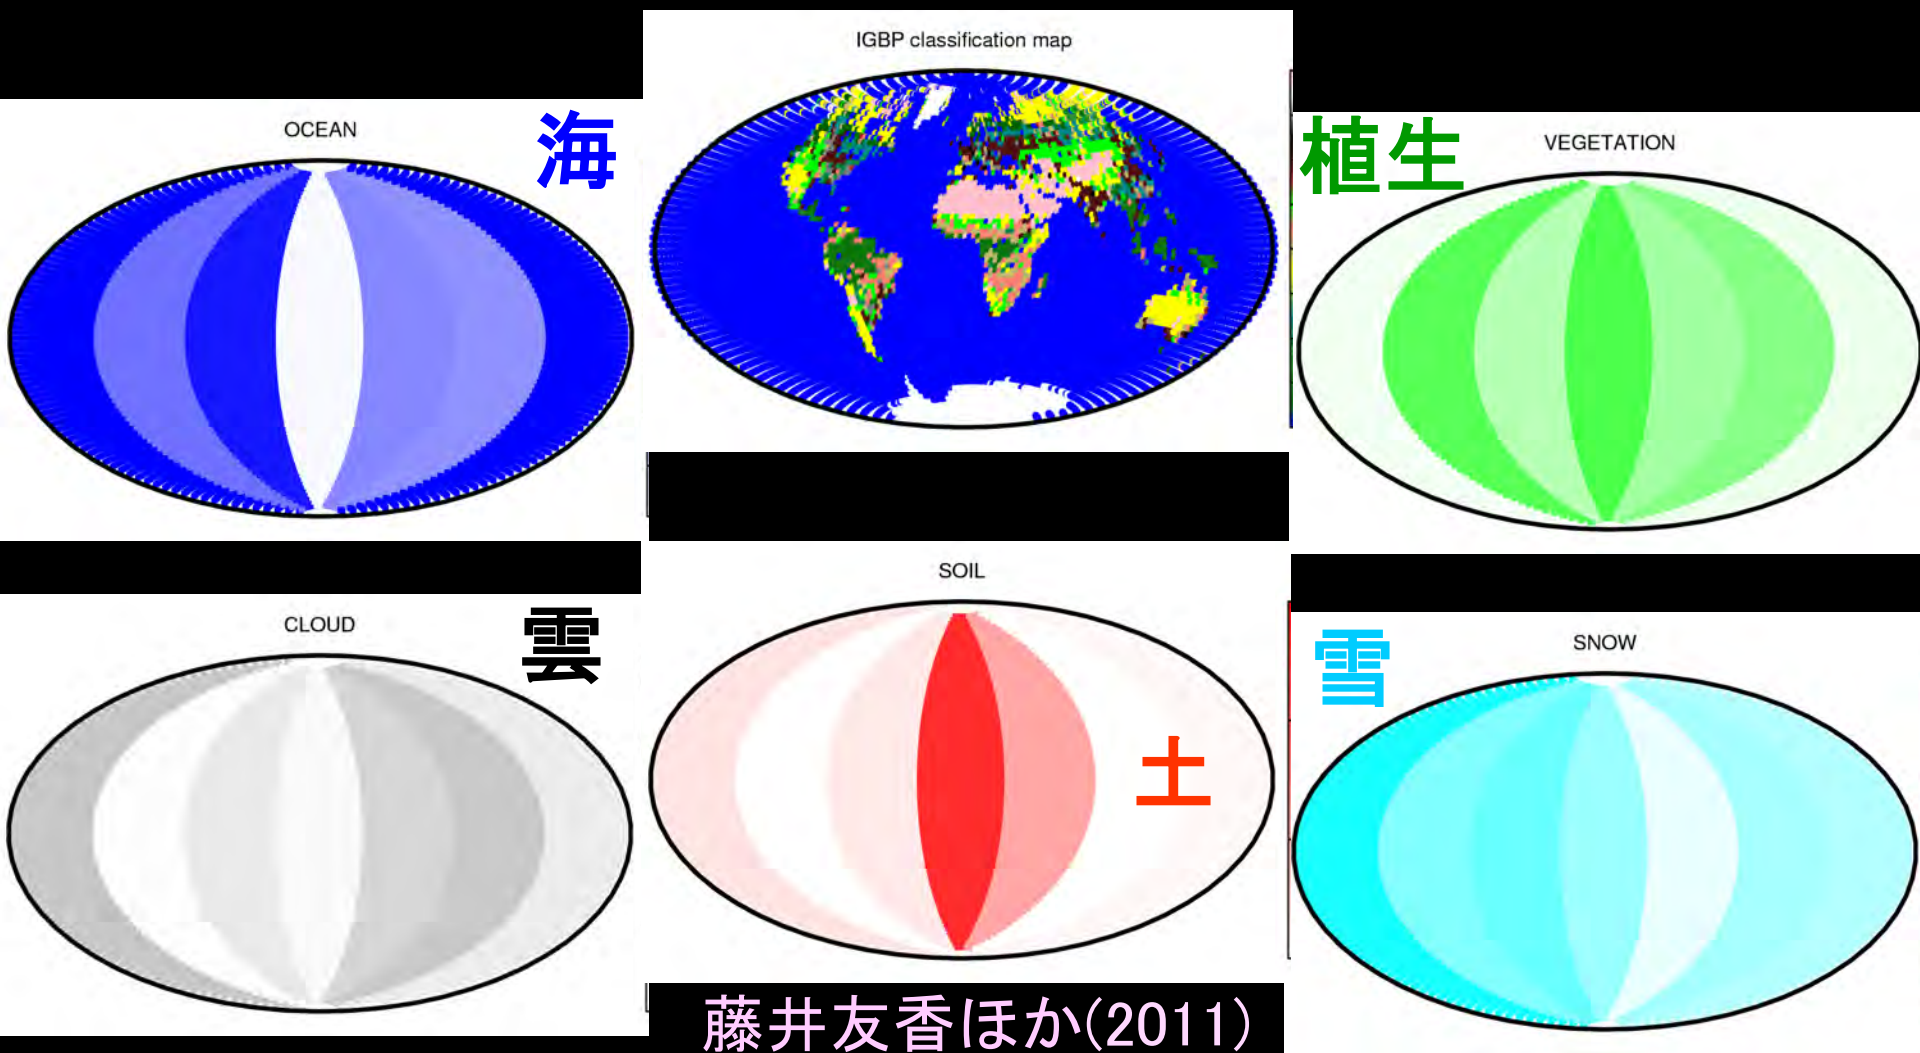 IGBP classification map
OCEAN
海
植生
VEGETATION
CLOUD
雲
SOIL
土
雪
SNOW
藤井友香ほか(2011)